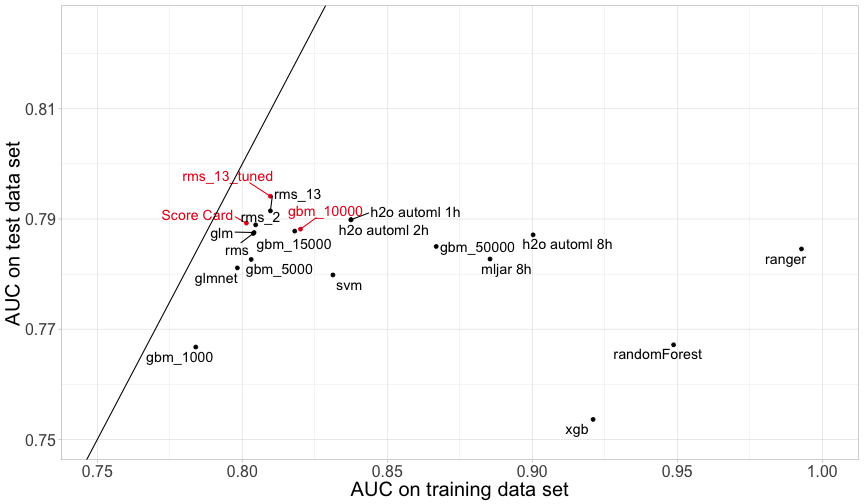 0.81
rms_13_tuned
rms_13
Score Card
rms_2
gbm_10000
h2o automl 1h
0.79
glm
h2o automl 2h
rms
gbm_15000
gbm_50000
h2o automl 8h
ranger
glmnet
gbm_5000
mljar 8h
svm
0.77
gbm_1000
randomForest
xgb
0.75
0.75
0.80
0.85
0.90
0.95
1.00
AUC on training data set
AUC on test data set